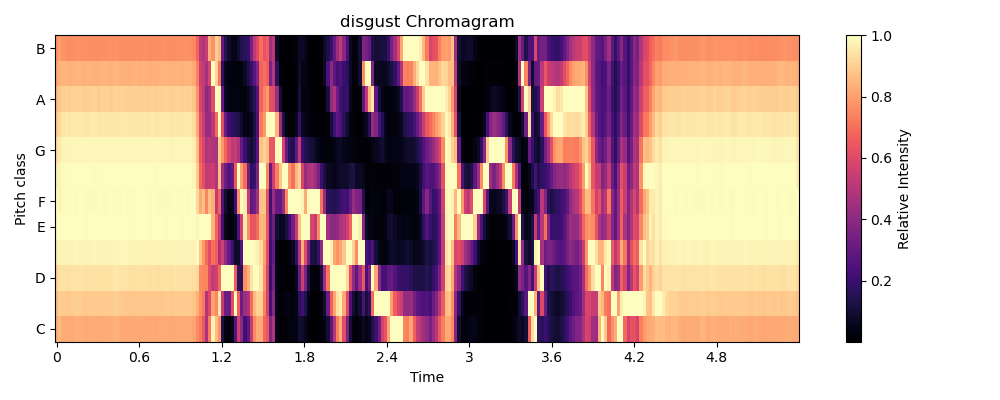 disgust Chromagram
B
A
G
F
E
D
C
Pitch class
0 0.6 1.2 1.8 2.4 3 3.6 4.2 4.8
Time
1.0
0.8
0.6
0.4
0.2
Relative Intensity